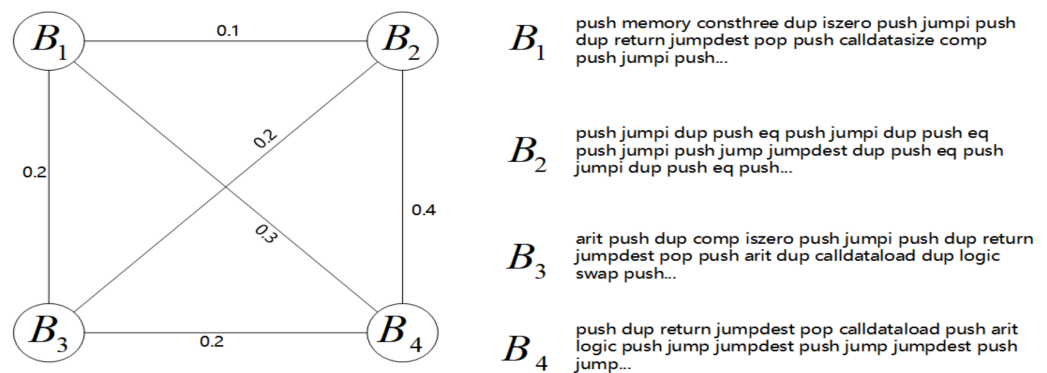 B1
0.1
B2
0.2
0.2
0.3
0.4
B3
0.2
B4
B1
push memory consthree dup iszero push jumpi push
dup return jumpdest pop push calldatasize comp
push jumpi push...
B2
push jumpi dup push eq push jumpi dup push eq
push jumpi push jump jumpdest dup push eq push
jumpi dup push eq push...
B3
arit push dup comp iszero push jumpi push dup return
jumpdest pop push arit dup calldataload dup logic
swap push...
B4
push dup return jumpdest pop calldataload push arit
logic push jump jumpdest push jump jumpdest push
jump...